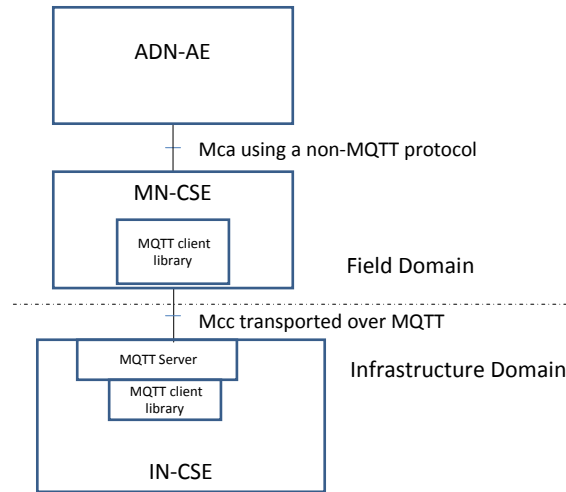 ADN-AE
Mca using a non-MQTT protocol
MN-CSE
MQTT client
library
Field Domain
Mcc transported over MQTT
MQTT Server
Infrastructure Domain
MQTT client
library
IN-CSE